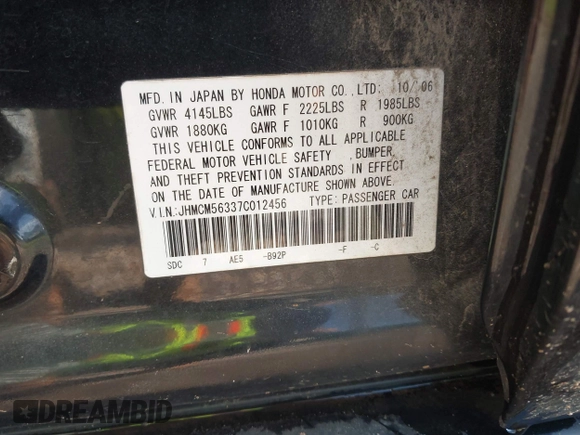 MFD. IN JAPAN BY HONDA MOTOR CO.,LTD: 10/ '06
GVWR 4145LBS GAWR F 2225LBS R 1985LBS
GVWR 1880KG GAWR F 1010KG R 900KG
THIS VEHICLE CONFORMS TO ALL APPLICABLE
FEDERAL MOTOR VEHICLE SAFETY ,BUMPER,
AND THEFT PREVENTION STANDARDS IN EFFECT
ON THE DATE OF MANUFACTURE SHOWN ABOVE.
V.I.N:JHMCM56337C012456 TYPE:PASSENGER CAR
SDC 7 AE5 -B92P -F -C
DREAMBID